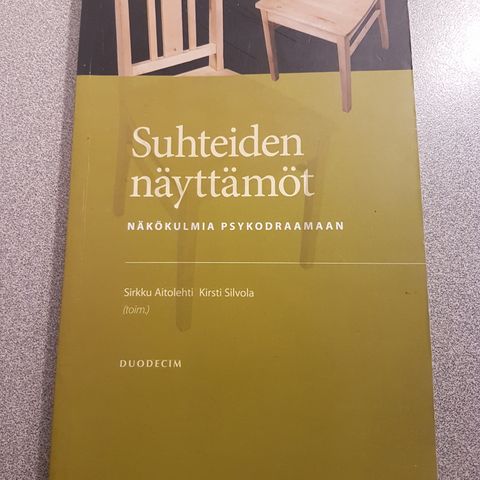 Suhteiden
näyttämöt
NÄKÖKULMIA PSYKODRAAMAAN
Sirkku Aitolehti Kirsti Silvola
(toim.)
DUODECIM